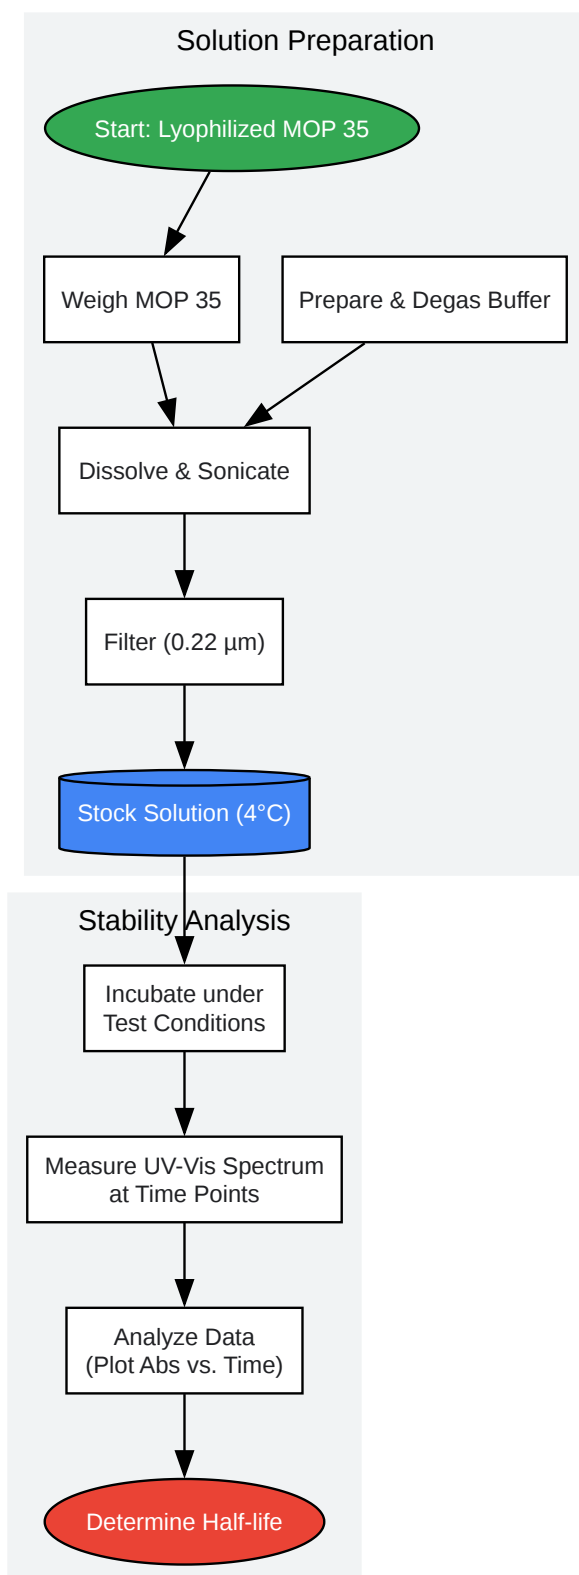 Solution Preparation
Start: Lyophilized MOP 35
Weigh MOP 35
Prepare & Degas Buffer
Dissolve & Sonicate
Filter (0.22 µm)
Stock Solution (4°C)
Stability Analysis
Incubate under
Test Conditions
Measure UV-Vis Spectrum
at Time Points
Analyze Data
(Plot Abs vs. Time)
Determine Half-life